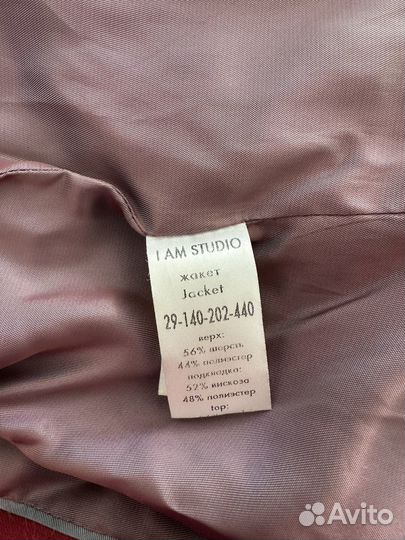 I AM STUDIO
жакет
Jacket
29-140-202-440
верх:
56% шерсть
44% полиэстер
подкладка:
52% вискоза
48% полиэстер
top:
Avito